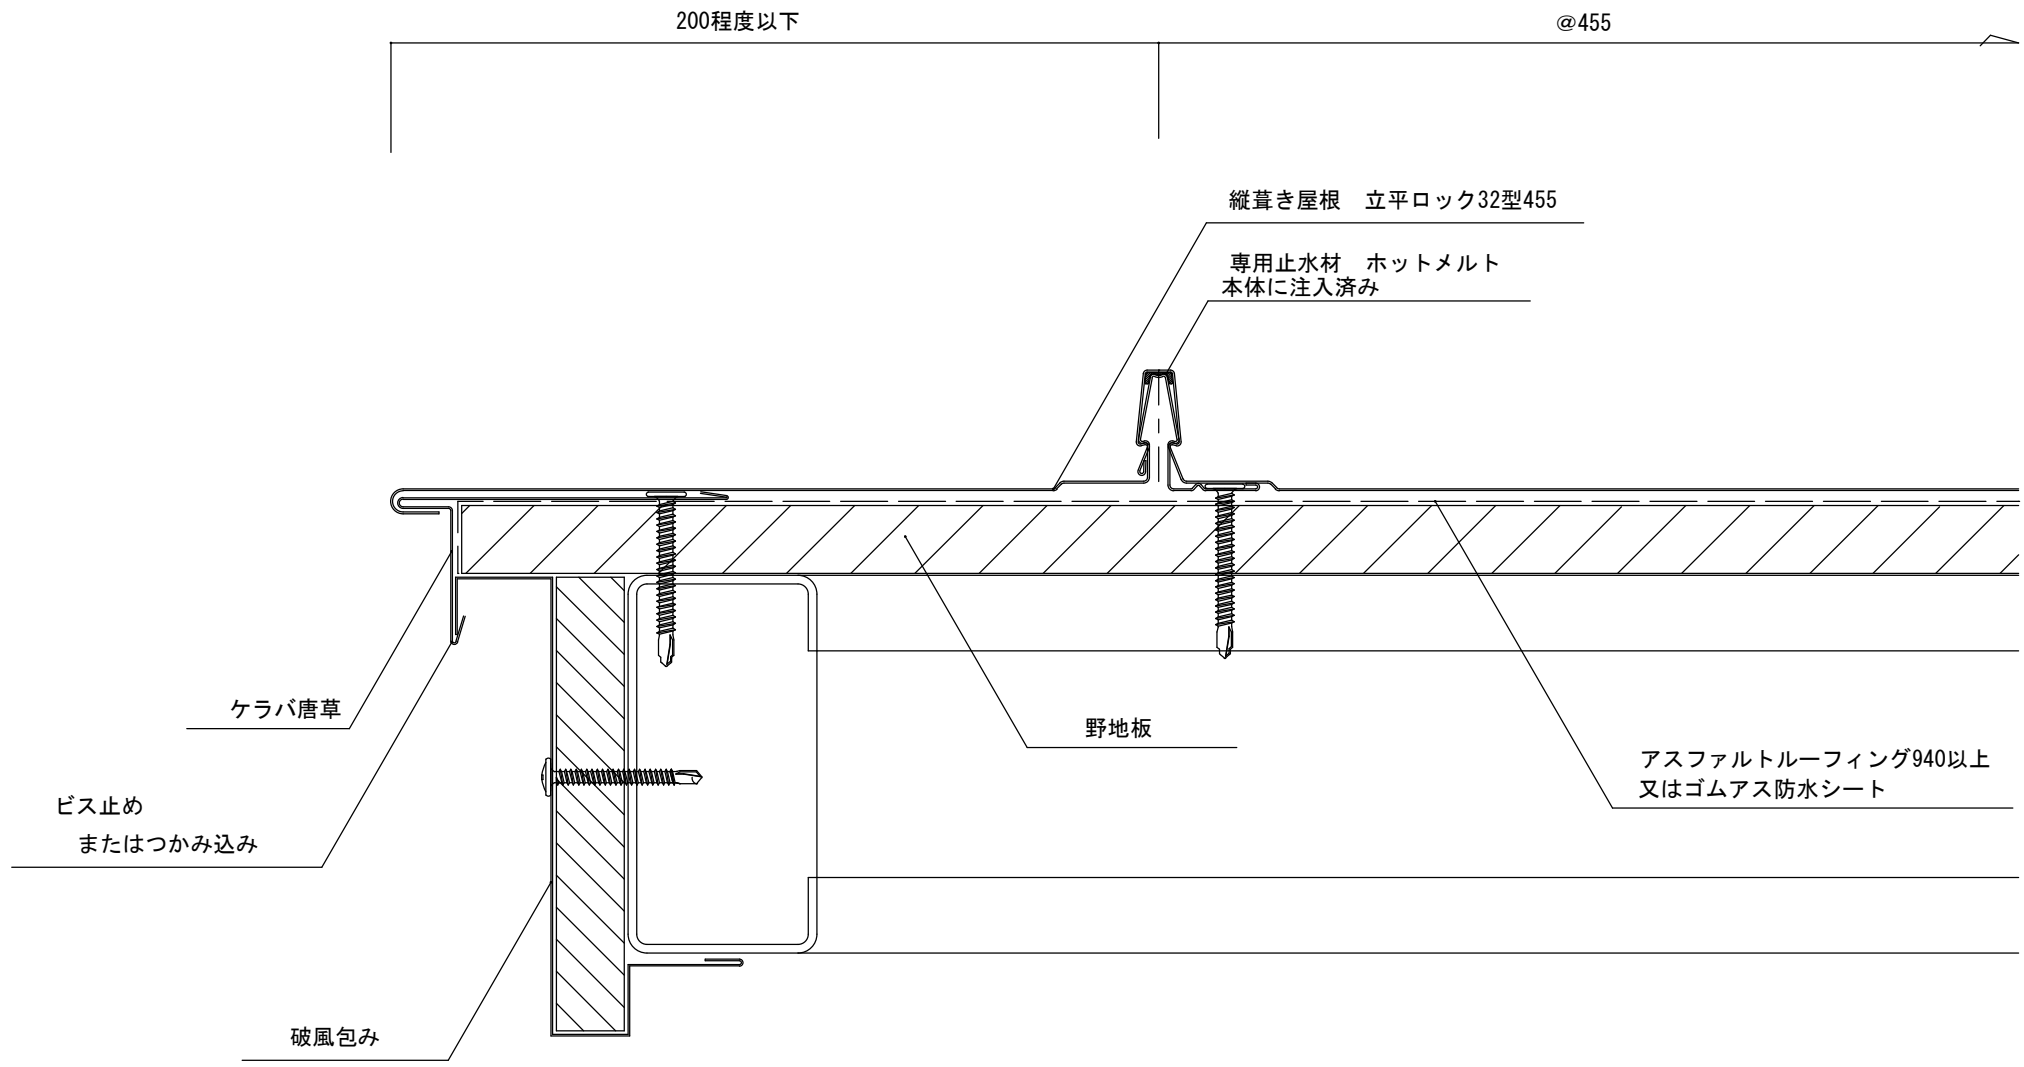 200程度以下
@455
縦葺き屋根　立平ロック32型455
専用止水材　ホットメルト
本体に注入済み
ケラバ唐草
野地板
アスファルトルーフィング940以上
又はゴムアス防水シート
ビス止め
またはつかみ込み
破風包み